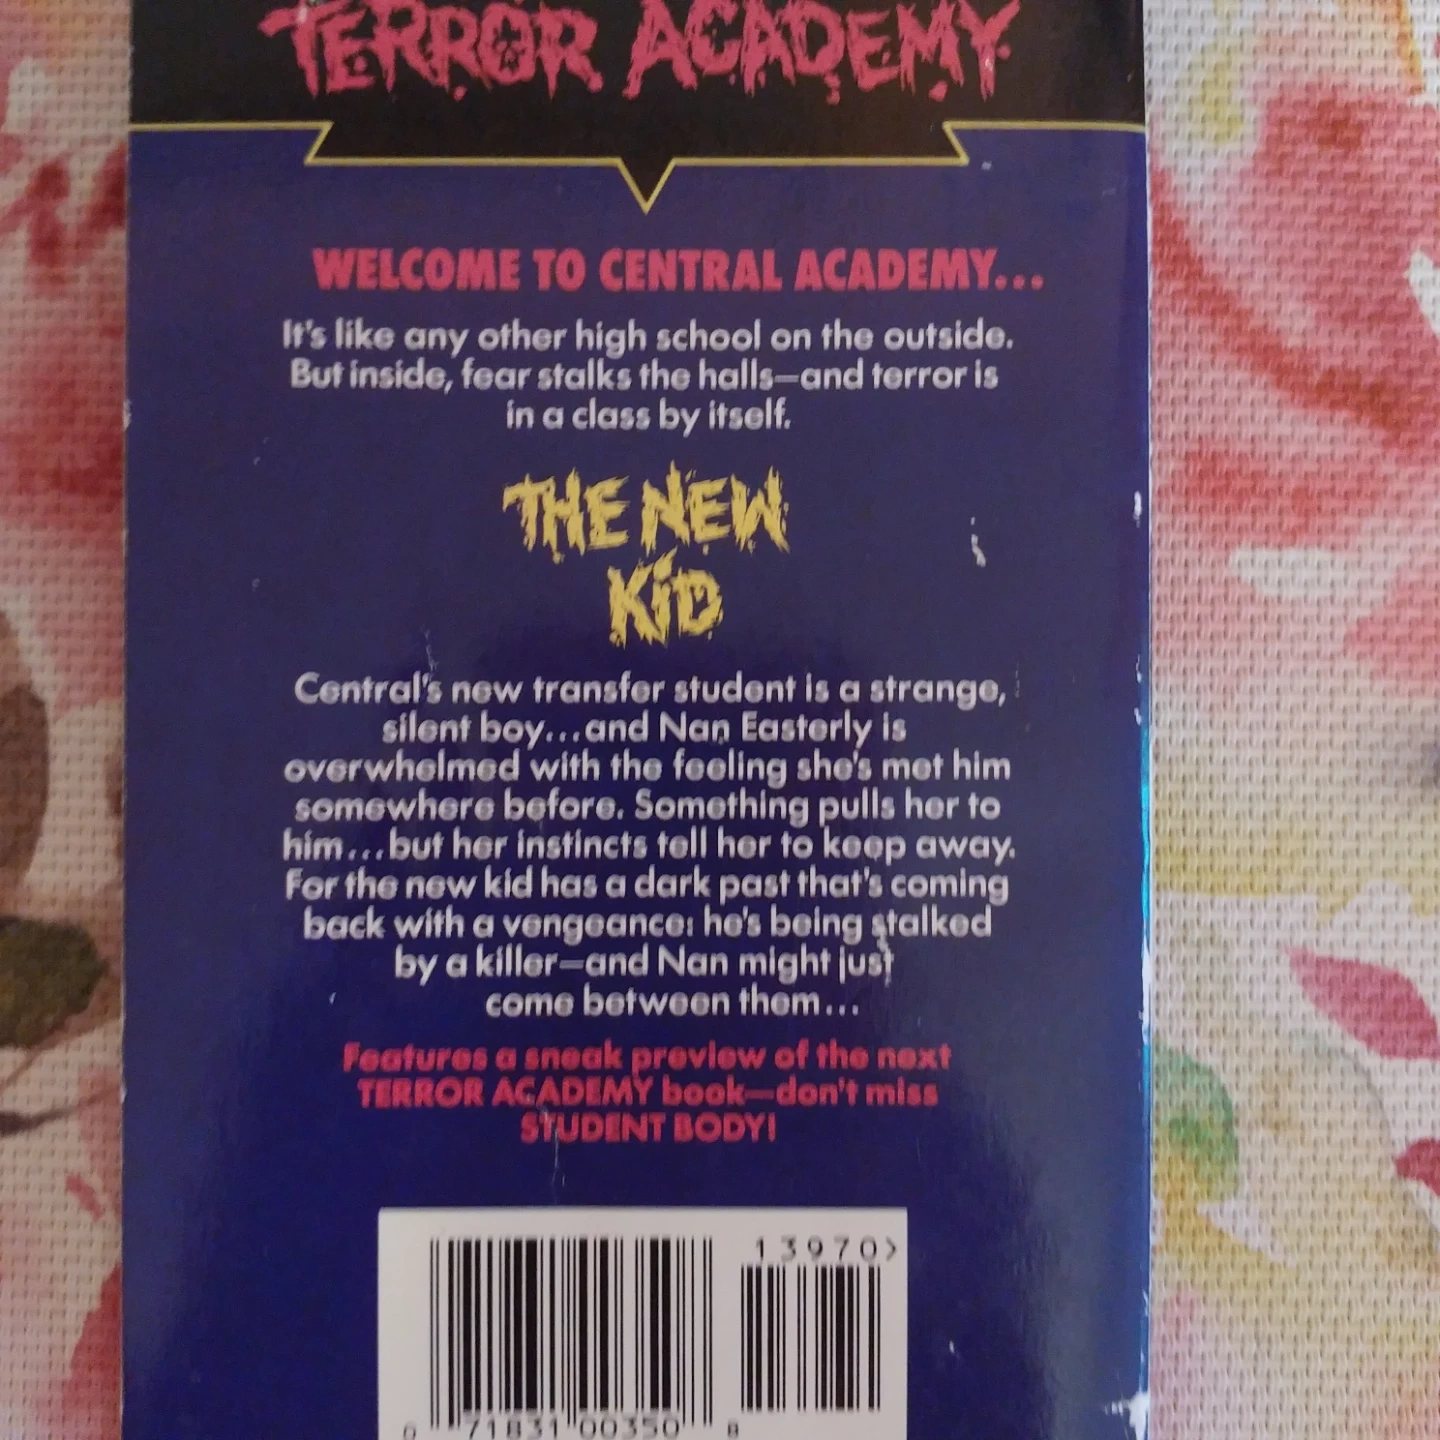 TERROR ACADEMY
WELCOME TO CENTRAL ACADEMY...
It's like any other high school on the outside.
But inside, fear stalks the halls—and terror is
in a class by itself.
THE NEW
KiD
Central's new transfer student is a strange,
silent boy...and Nan Easterly is
overwhelmed with the feeling she's met him
somewhere before. Something pulls her to
him...but her instincts tell her to keep away.
For the new kid has a dark past that's coming
back with a vengeance: he's being stalked
by a killer—and Nan might just
come between them...
Features a sneak preview of the next
TERROR ACADEMY book—don't miss
STUDENT BODY!
13970>
0 71831 00350 8